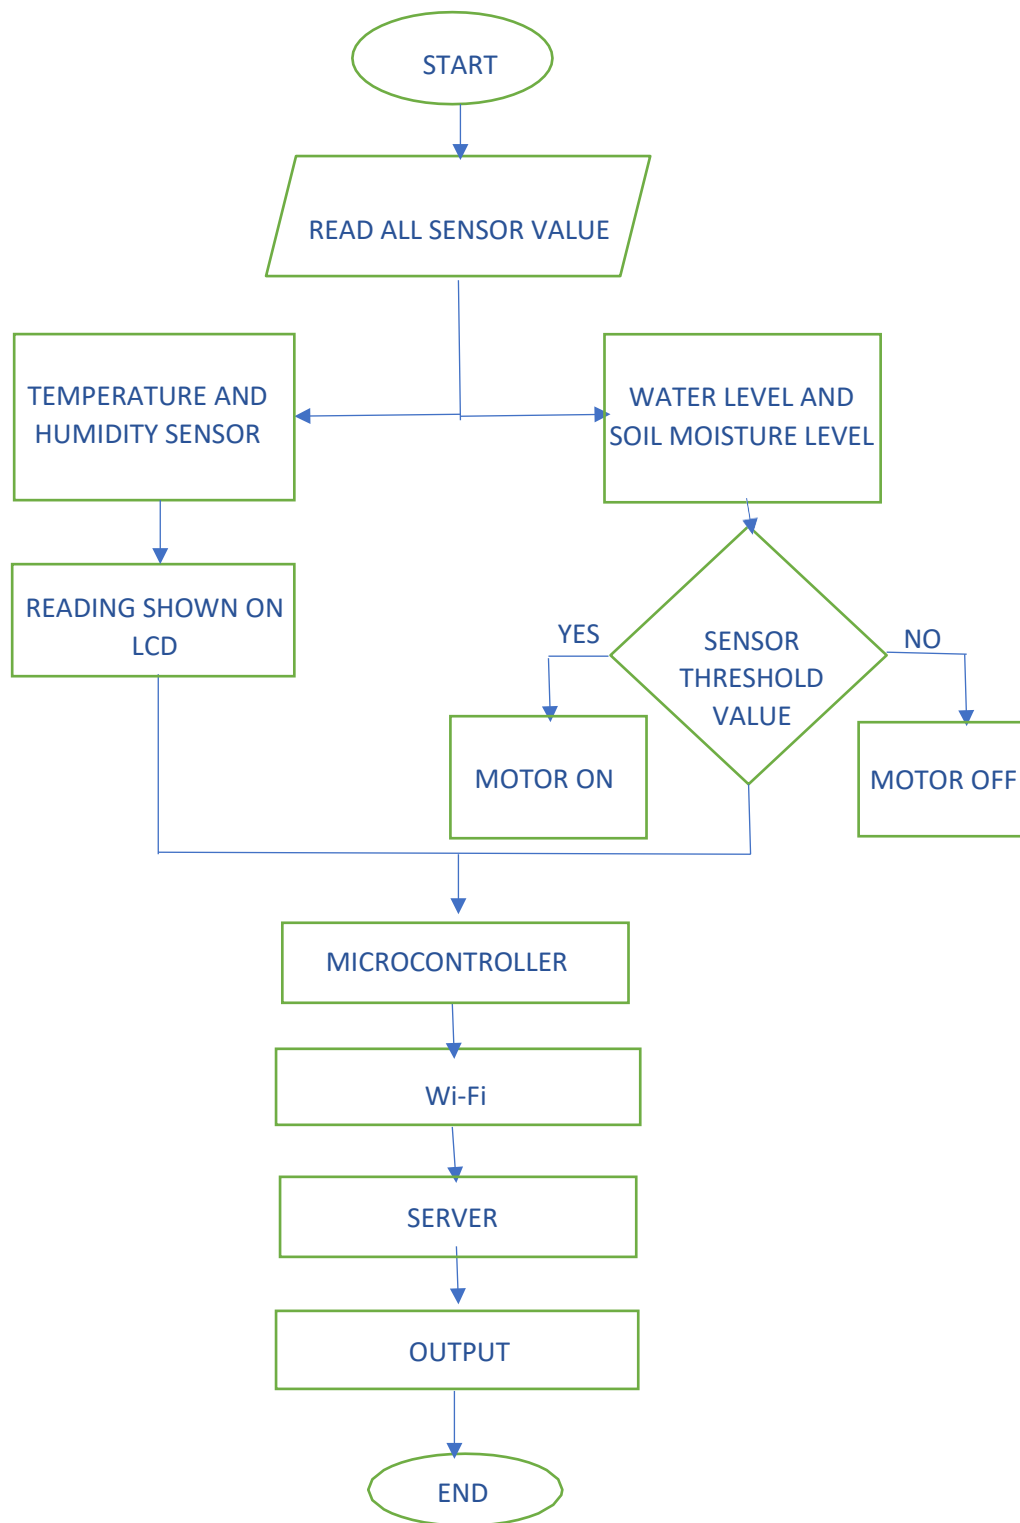 START
READ ALL SENSOR VALUE
TEMPERATURE AND
HUMIDITY SENSOR
WATER LEVEL AND
SOIL MOISTURE LEVEL
READING SHOWN ON
LCD
YES
SENSOR
THRESHOLD
VALUE
NO
MOTOR ON
MOTOR OFF
MICROCONTROLLER
Wi-Fi
SERVER
OUTPUT
END